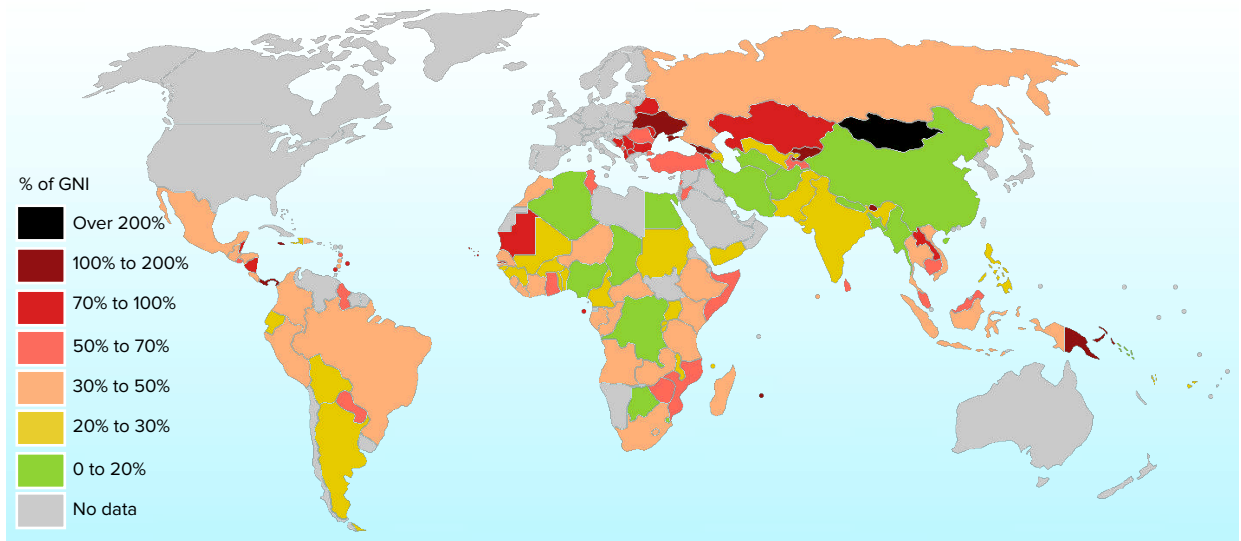 % of GNI
Over 200%
100% to 200%
70% to 100%
50% to 70%
30% to 50%
20% to 30%
0 to 20%
No data